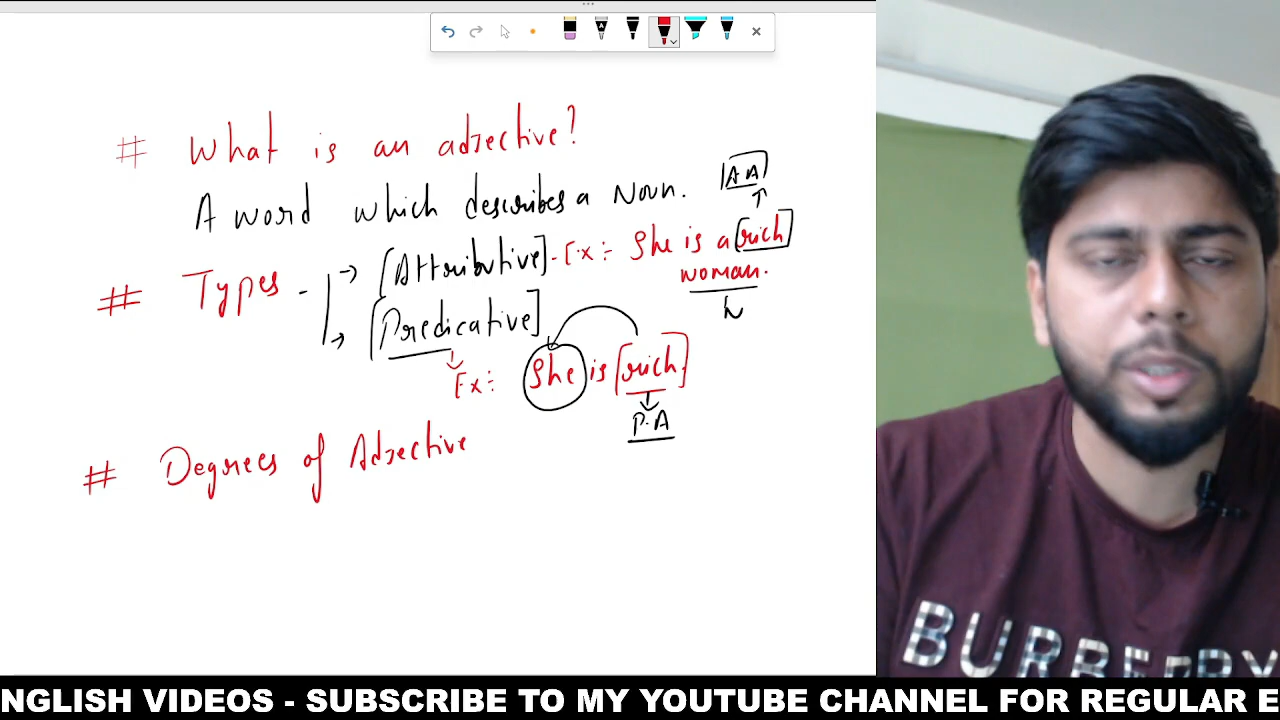 # What is an adjective?
A word which describes a Noun.
AA
# Types - → [Attributive] - Ex :- She is a [rich]
woman.
N
→ [Predicative]
Ex :- She is [rich]
P.A
# Degrees of Adjective
BURBERRY
NGLISH VIDEOS - SUBSCRIBE TO MY YOUTUBE CHANNEL FOR REGULAR E